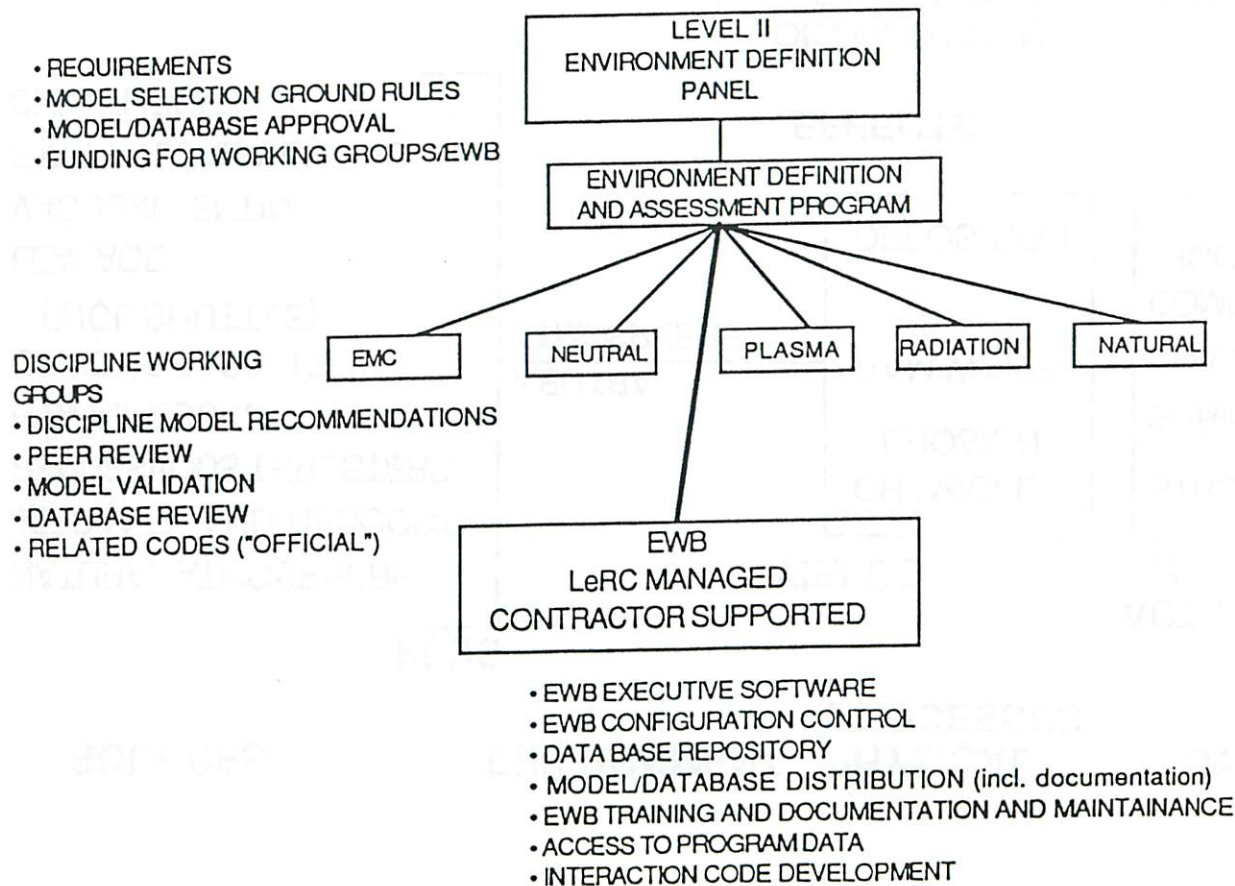 LEVEL II
ENVIRONMENT DEFINITION
PANEL
• REQUIREMENTS
• MODEL SELECTION GROUND RULES
• MODEL/DATABASE APPROVAL
• FUNDING FOR WORKING GROUPS/EWB
ENVIRONMENT DEFINITION
AND ASSESSMENT PROGRAM
EMC
NEUTRAL
PLASMA
RADIATION
NATURAL
DISCIPLINE WORKING
GROUPS
• DISCIPLINE MODEL RECOMMENDATIONS
• PEER REVIEW
• MODEL VALIDATION
• DATABASE REVIEW
• RELATED CODES ("OFFICIAL")
EWB
LeRC MANAGED
CONTRACTOR SUPPORTED
• EWB EXECUTIVE SOFTWARE
• EWB CONFIGURATION CONTROL
• DATA BASE REPOSITORY
• MODEL/DATABASE DISTRIBUTION (incl. documentation)
• EWB TRAINING AND DOCUMENTATION AND MAINTAINANCE
• ACCESS TO PROGRAM DATA
• INTERACTION CODE DEVELOPMENT